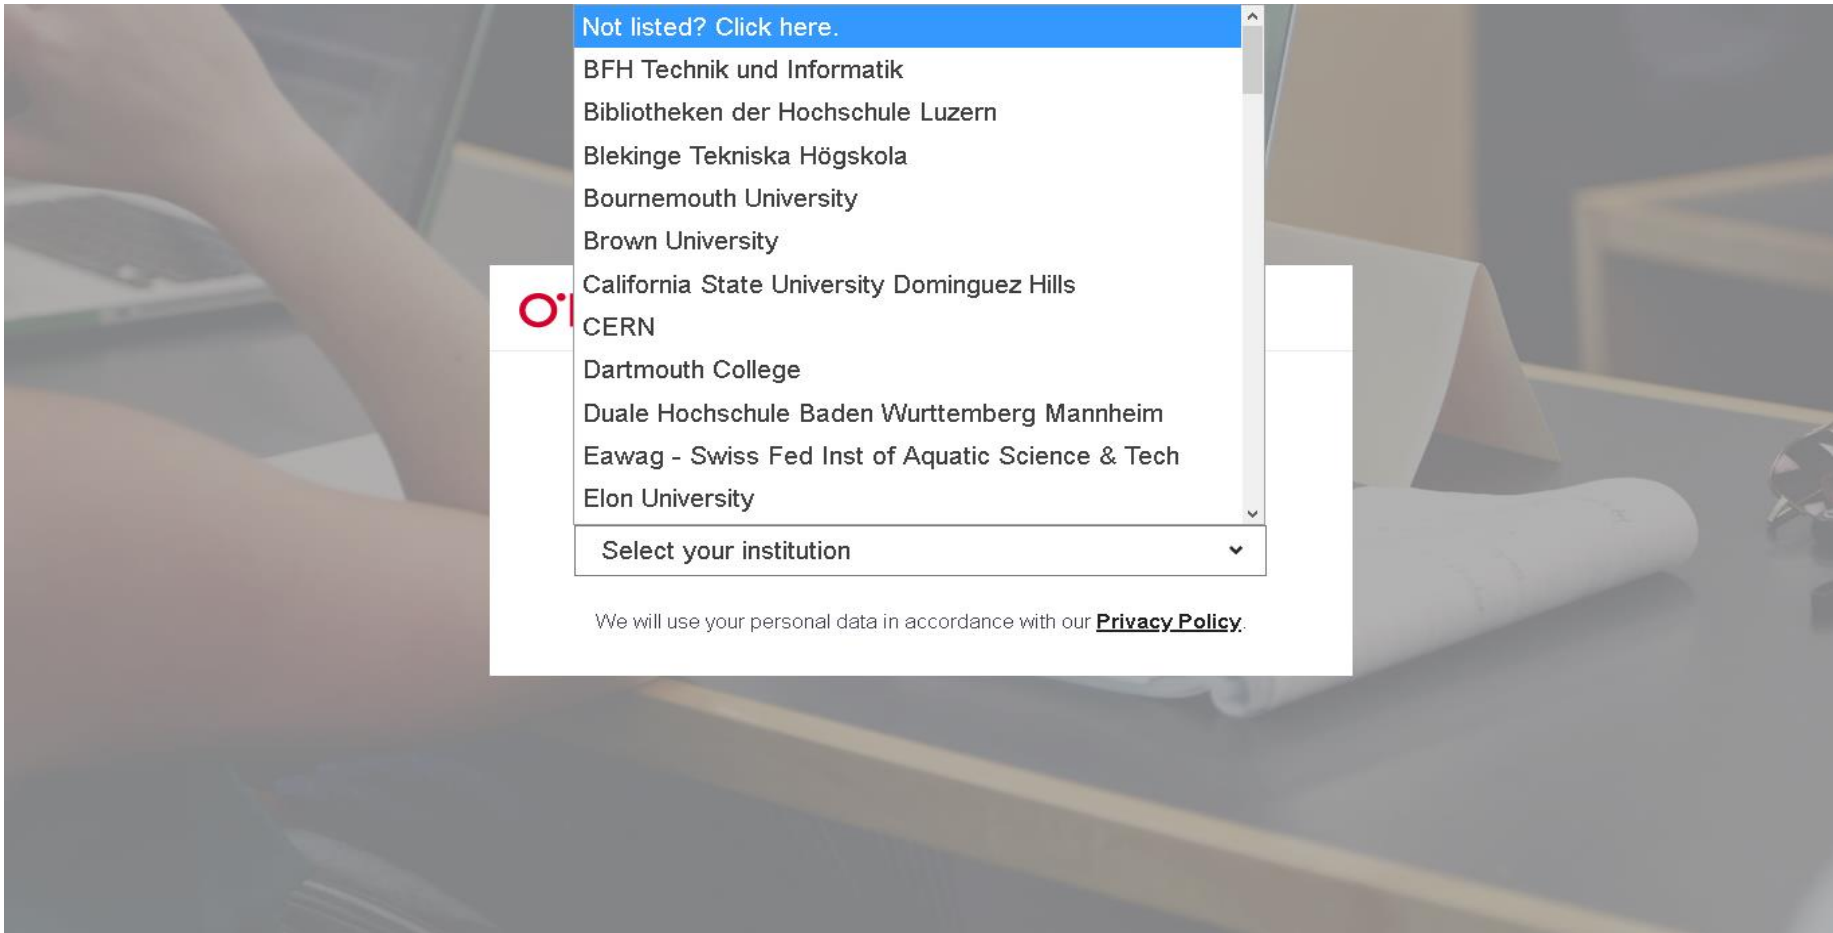 Not listed? Click here.
BFH Technik und Informatik
Bibliotheken der Hochschule Luzern
Blekinge Tekniska Högskola
Bournemouth University
Brown University
California State University Dominguez Hills
CERN
Dartmouth College
Duale Hochschule Baden Wurttemberg Mannheim
Eawag - Swiss Fed Inst of Aquatic Science & Tech
Elon University
Select your institution
We will use your personal data in accordance with our Privacy Policy.